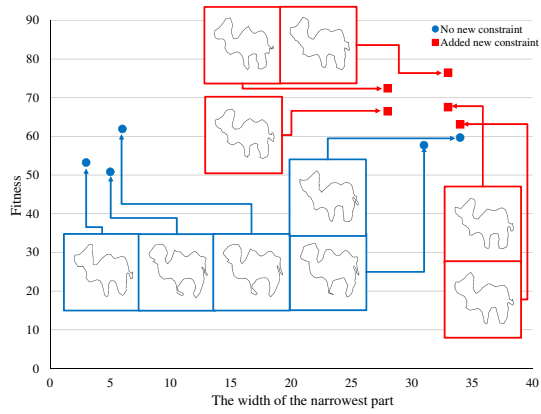 90
80
70
60
50
40
30
20
10
0
Fitness
No new constraint
Added new constraint
0 5 10 15 20 25 30 35 40
The width of the narrowest part